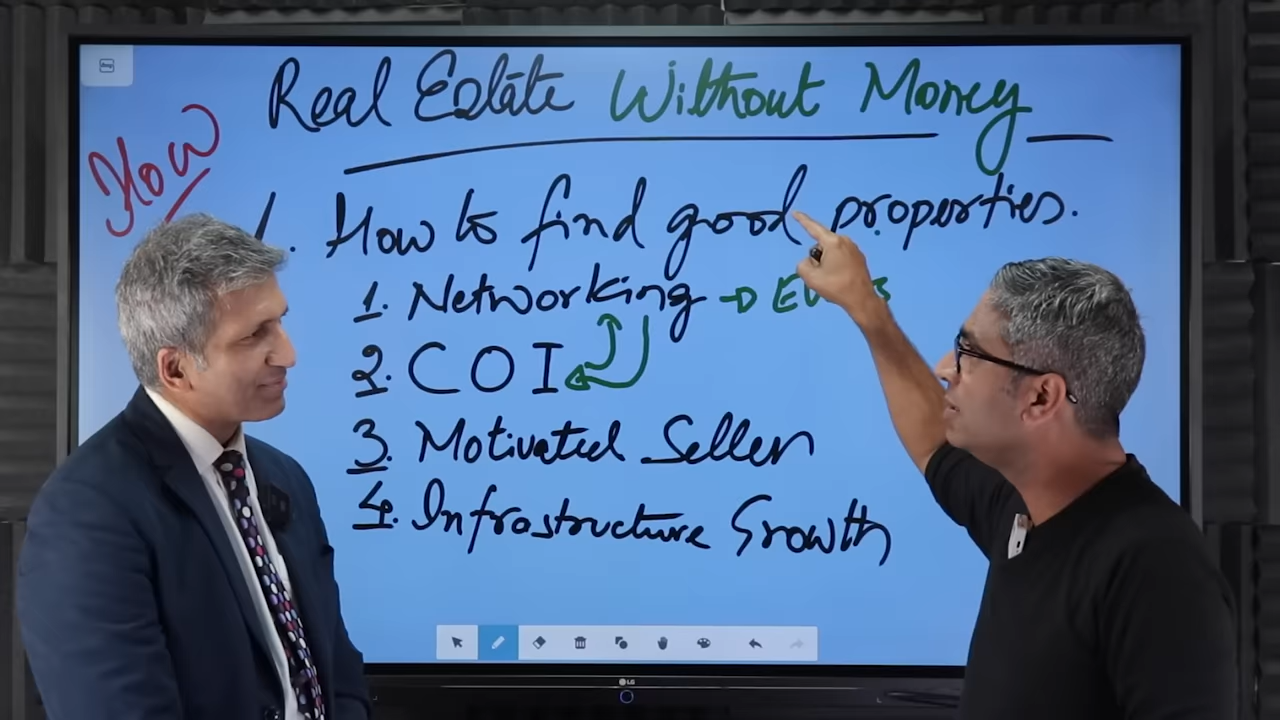 Real Estate Without Money
How
1. How to find good properties.
1. Networking →
2. COI
3. Motivated Seller
4. Infrastructure Growth
LG